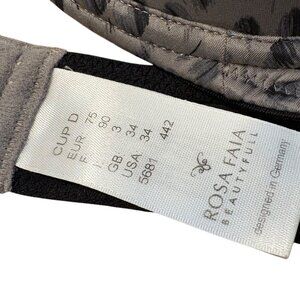 CUP D
EUR 75
F 90
I 3
GB 34
USA 34
5681 442
ROSA FAIA
BEAUTYFULL
designed in Germany